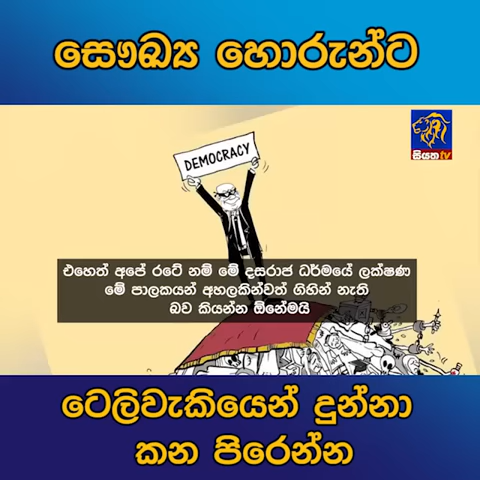 සෞඛ්‍ය හොරුන්ට
සියත tv
DEMOCRACY
එහෙත් අපේ රටේ නම් මේ දසරාජ ධර්මයේ ලක්ෂණ
මේ පාලකයන් අහලකින්වත් ගිහින් නැති
බව කියන්න ඕනේමයි
ටෙලිවැකියෙන් දුන්නා
කන පිරෙන්න